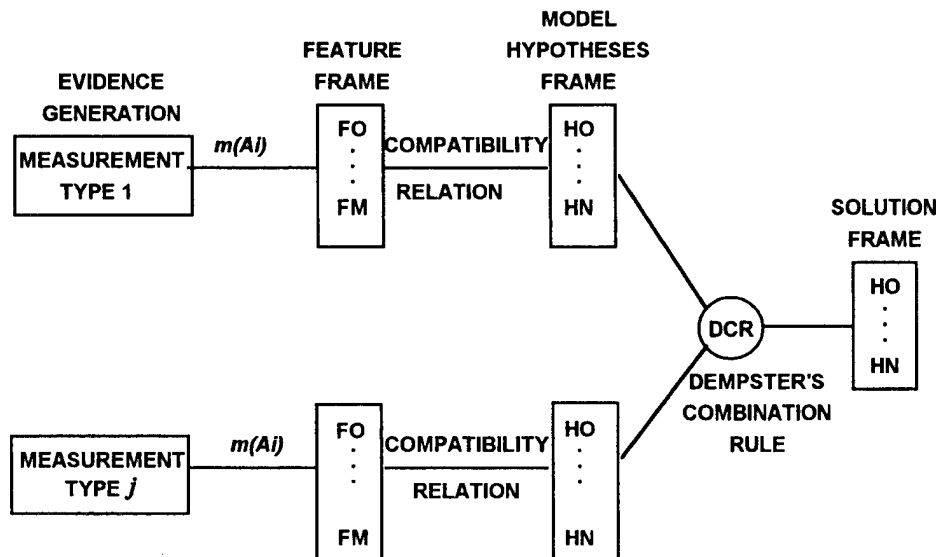 EVIDENCE
GENERATION
MEASUREMENT
TYPE 1
m(Ai)
FEATURE
FRAME
FO
.
.
.
FM
COMPATIBILITY
RELATION
MODEL
HYPOTHESES
FRAME
HO
.
.
.
HN
MEASUREMENT
TYPE j
m(Ai)
FO
.
.
.
FM
COMPATIBILITY
RELATION
HO
.
.
.
HN
DCR
DEMPSTER'S
COMBINATION
RULE
SOLUTION
FRAME
HO
.
.
.
HN